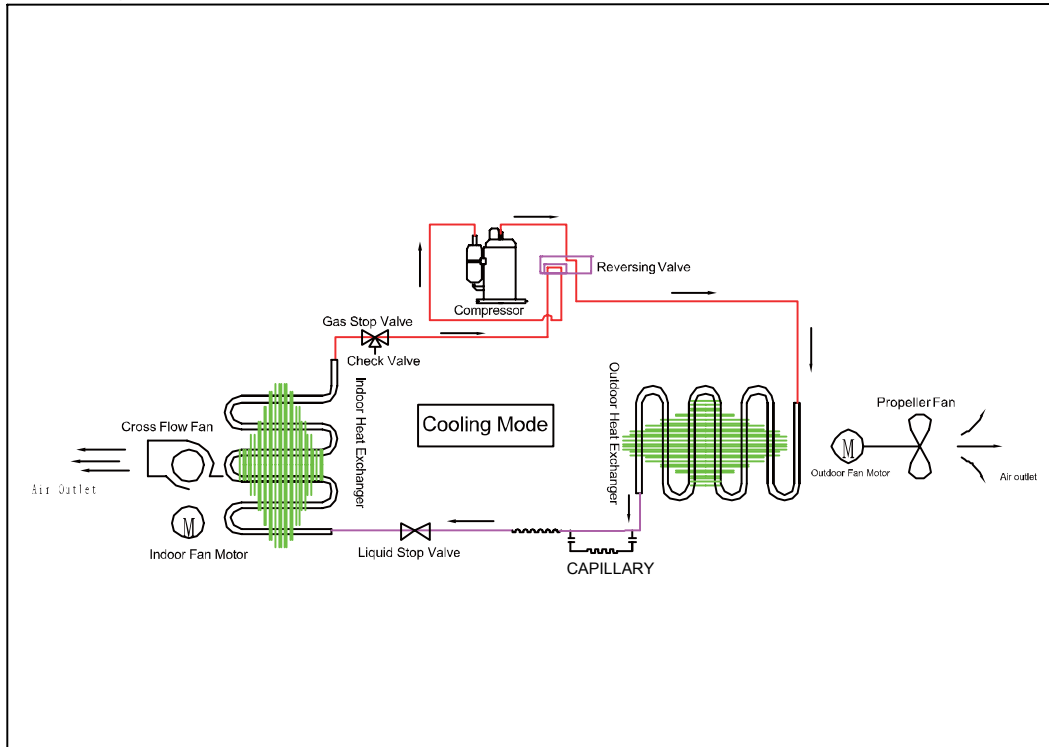 Reversing Valve
Compressor
Gas Stop Valve
Check Valve
Indoor Heat Exchanger
Outdoor Heat Exchanger
Cooling Mode
Cross Flow Fan
Propeller Fan
M
Outdoor Fan Motor
Air outlet
Air Outlet
M
Indoor Fan Motor
Liquid Stop Valve
CAPILLARY